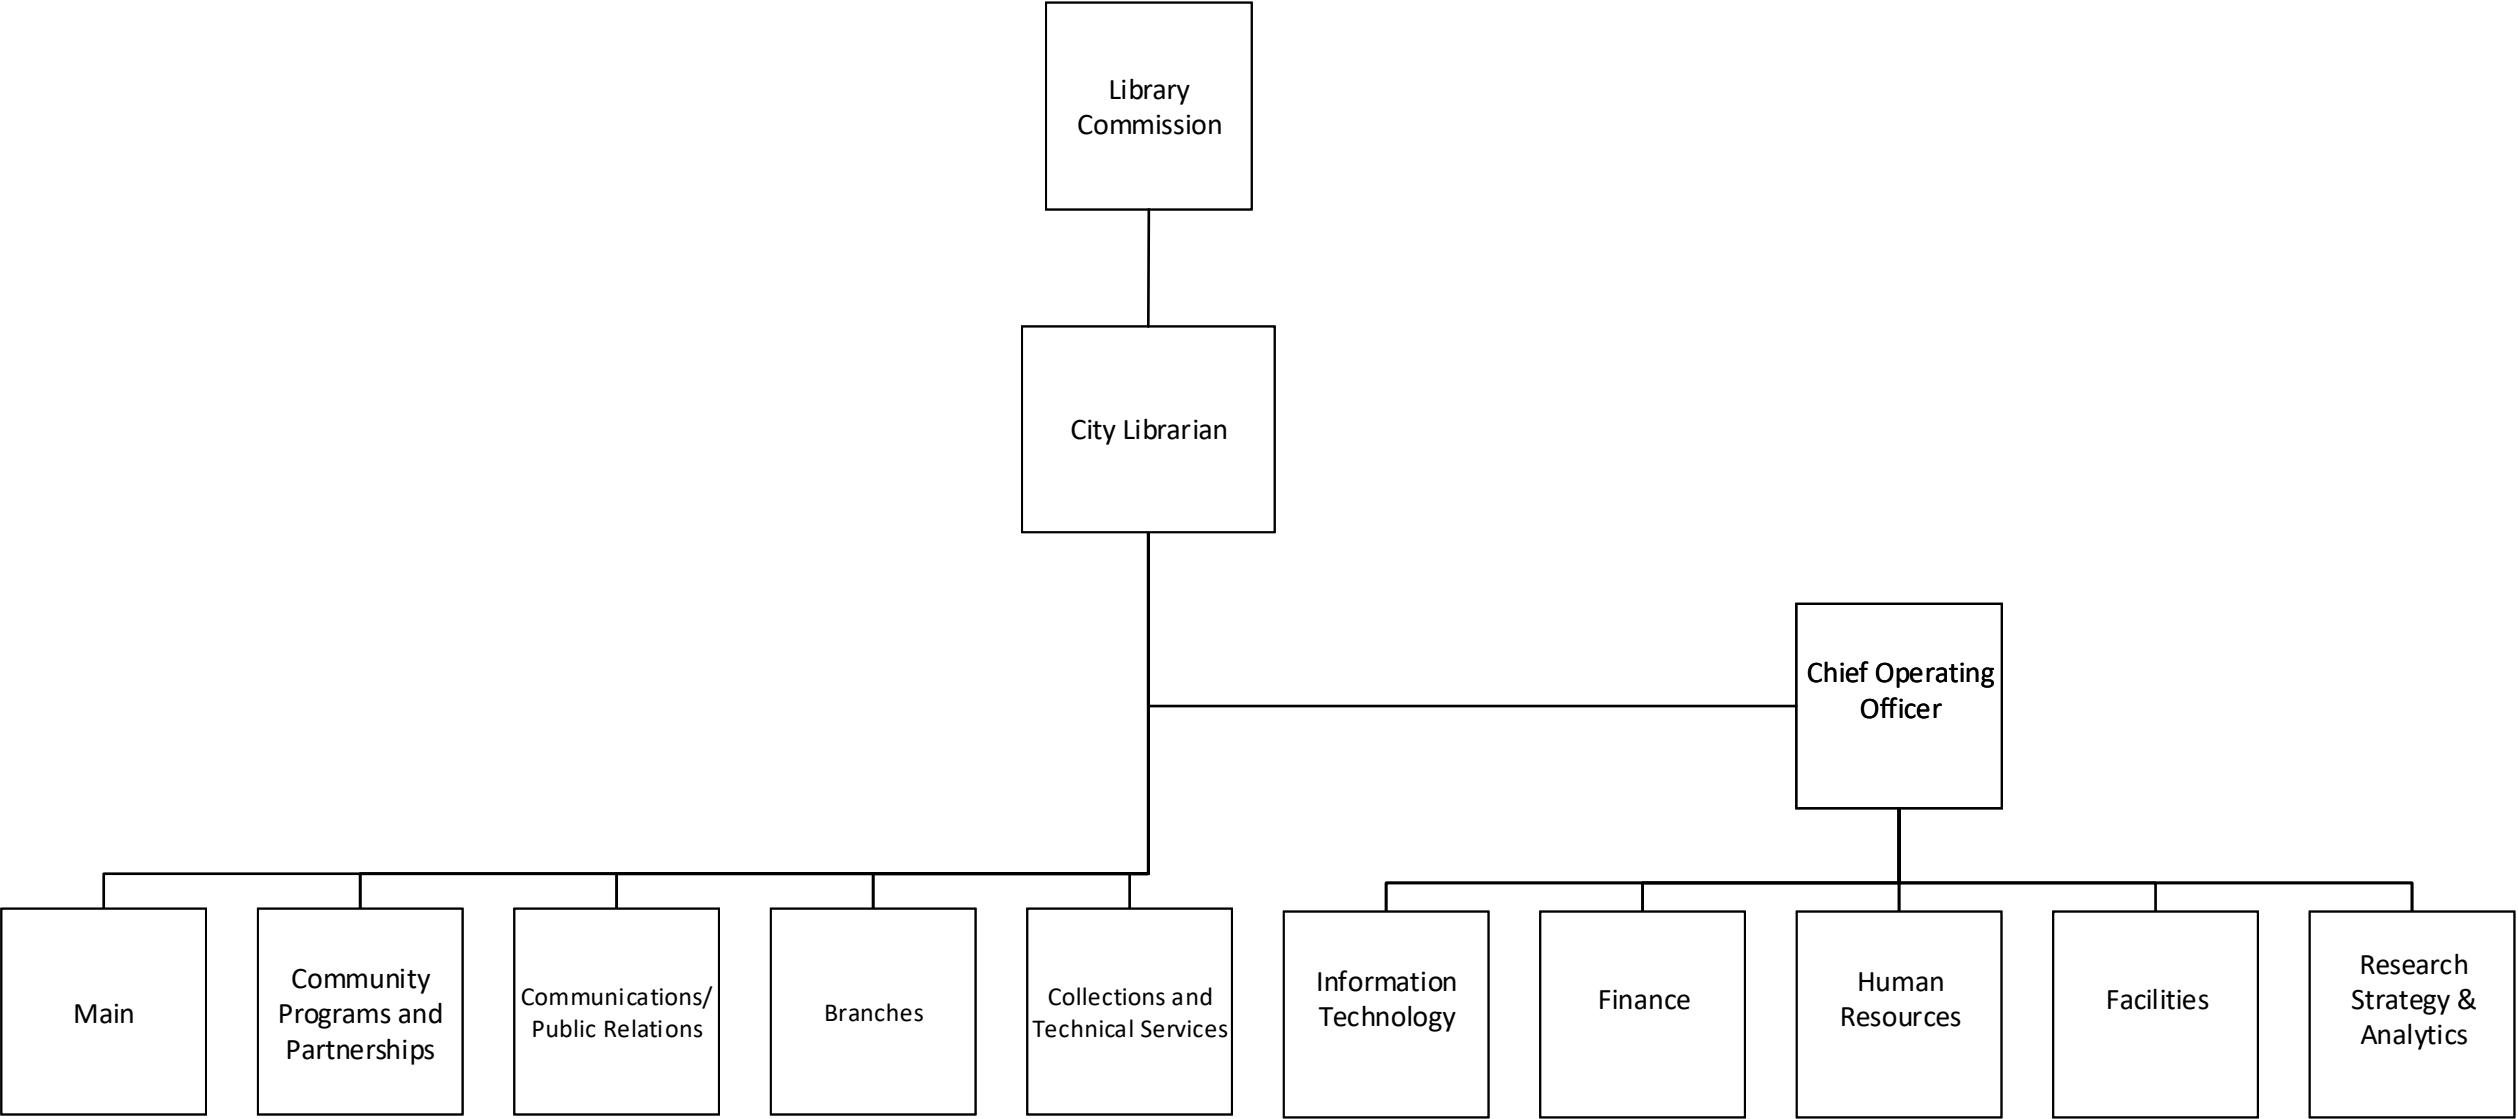 Library
Commission
City Librarian
Chief Operating
Officer
Main
Community
Programs and
Partnerships
Communications/
Public Relations
Branches
Collections and
Technical Services
Information
Technology
Finance
Human
Resources
Facilities
Research
Strategy &
Analytics